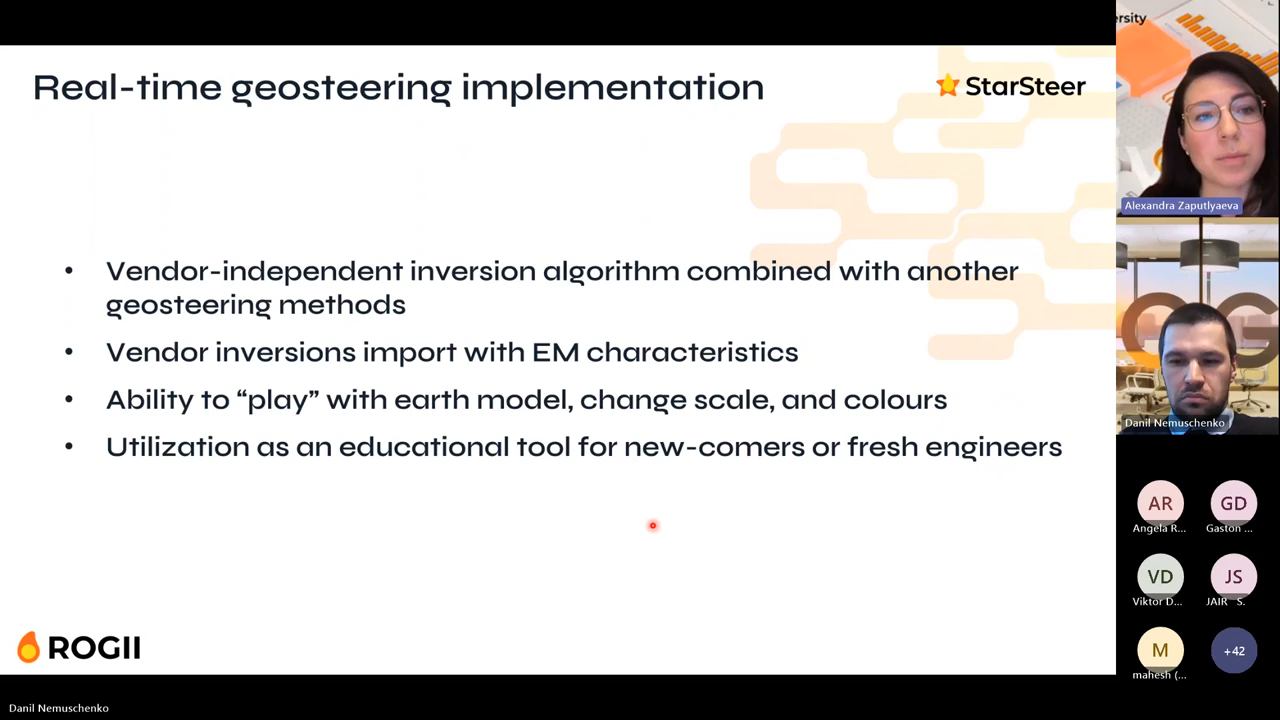 Real-time geosteering implementation
StarSteer
• Vendor-independent inversion algorithm combined with another
geosteering methods
• Vendor inversions import with EM characteristics
• Ability to “play” with earth model, change scale, and colours
• Utilization as an educational tool for new-comers or fresh engineers
ROGII
Danil Nemuschenko
ersity
Alexandra Zaputlyaeva
Danil Nemuschenko
AR
GD
Angela R...
Gaston ...
VD
JS
Viktor D...
JAIR S.
M
+42
mahesh (...